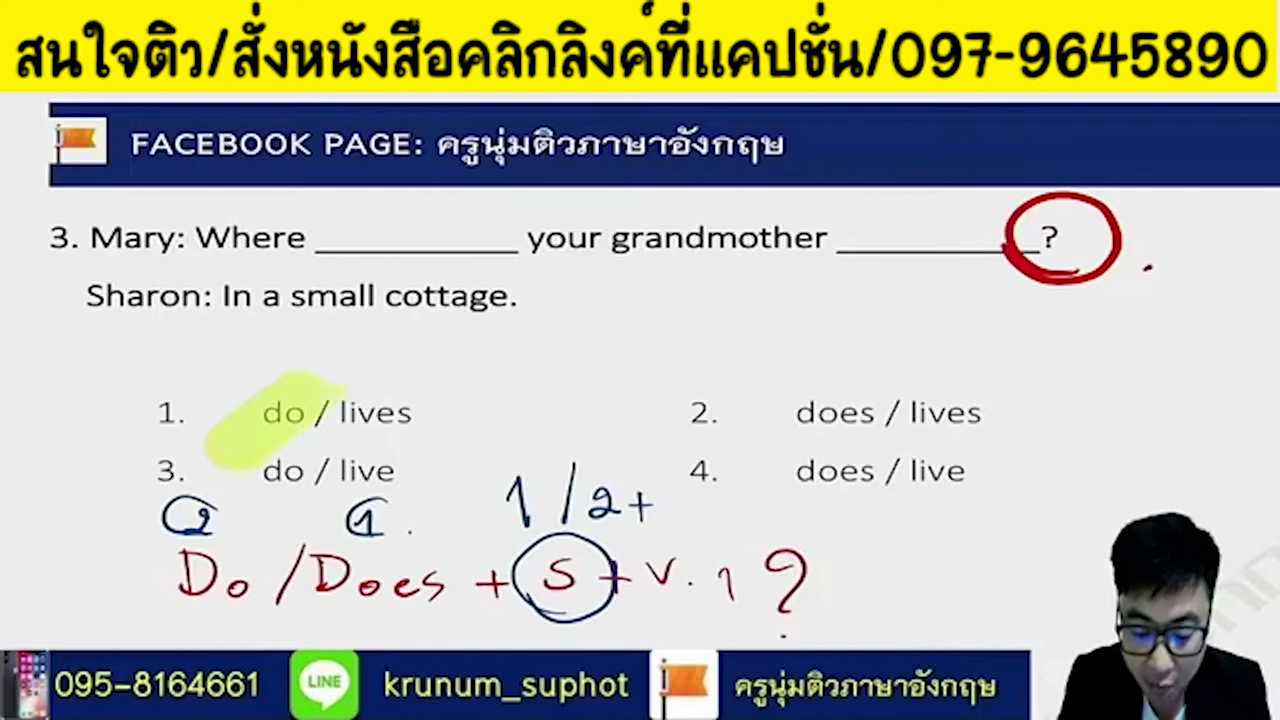 สนใจติว/สั่งหนังสือคลิกลิงค์ที่แคปชั่น/097-9645890
FACEBOOK PAGE: ครูนุ่มติวภาษาอังกฤษ
3. Mary: Where ____________ your grandmother ____________?
Sharon: In a small cottage.
1. do / lives 2. does / lives
3. do / live 4. does / live
2 1 1 / 2+
Do / Does + S + V. 1 ?
095-8164661 LINE krunum_suphot ครูนุ่มติวภาษาอังกฤษ